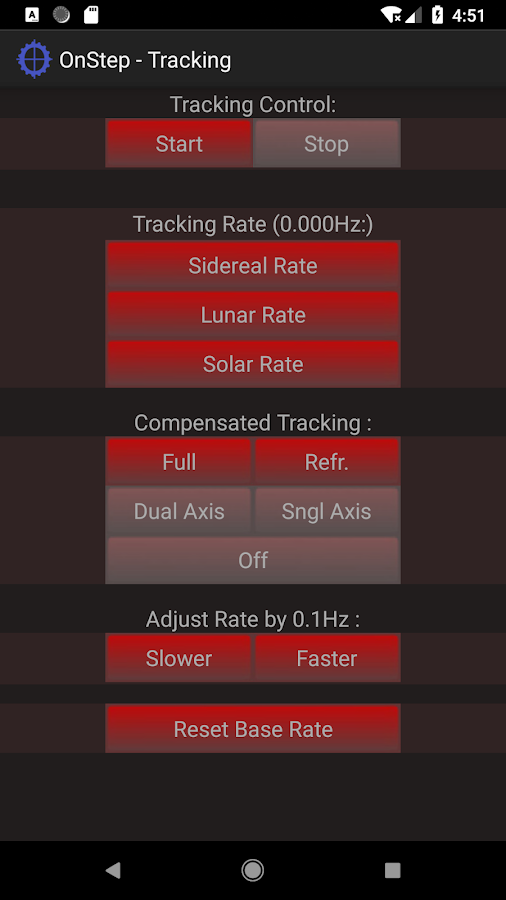 4:51
OnStep - Tracking
Tracking Control:
Start Stop
Tracking Rate (0.000Hz:)
Sidereal Rate
Lunar Rate
Solar Rate
Compensated Tracking :
Full Refr.
Dual Axis Sngl Axis
Off
Adjust Rate by 0.1Hz :
Slower Faster
Reset Base Rate